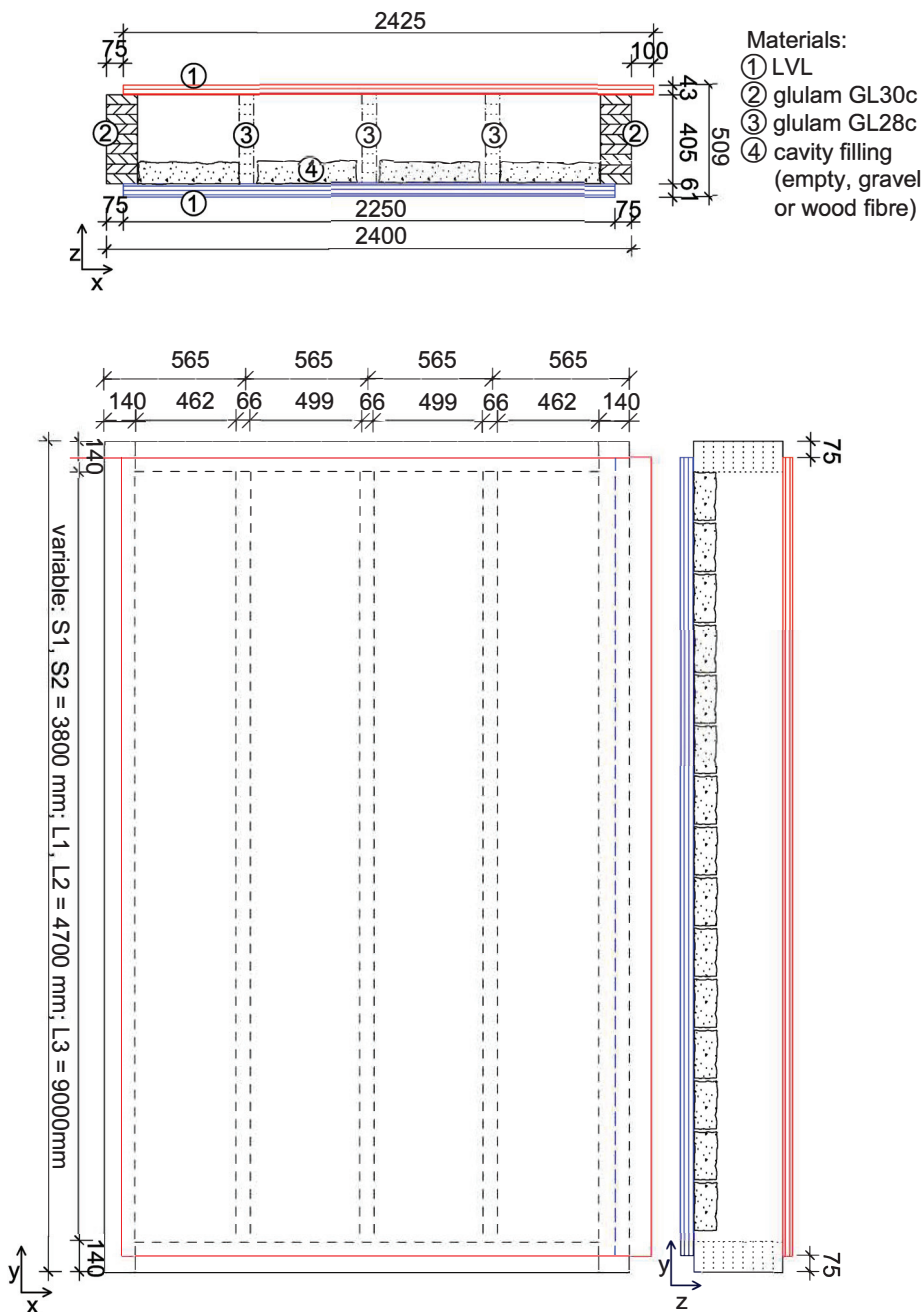 2425
75
100
Materials:
① LVL
② glulam GL30c
③ glulam GL28c
④ cavity filling
(empty, gravel
or wood fibre)
①
②
③
③
③
②
④
①
43
405
61
509
75
2250
75
2400
z
x
565
565
565
565
140
462
66
499
66
499
66
462
140
140
75
variable: S1, S2 = 3800 mm; L1, L2 = 4700 mm; L3 = 9000mm
140
75
y
x
y
z